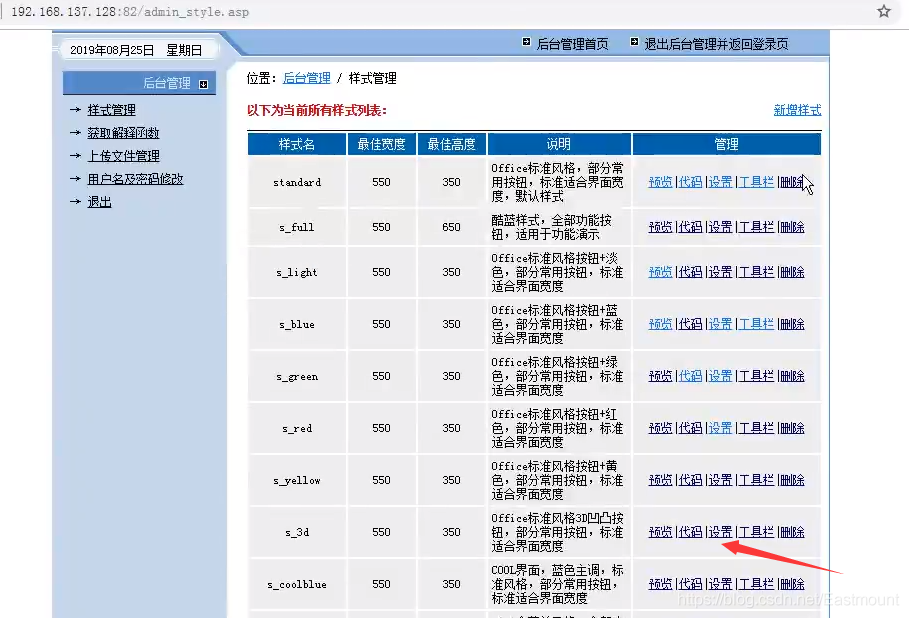 192.168.137.128:82/admin_style.asp
2019年08月25日 星期日
后台管理首页 退出后台管理并返回登录页
后台管理
样式管理
获取解释函数
上传文件管理
用户名及密码修改
退出
位置：后台管理 / 样式管理
以下为当前所有样式列表：
新增样式
样式名 最佳宽度 最佳高度 说明 管理
standard 550 350 Office标准风格，部分常
用按钮，标准适合界面宽
度，默认样式
预览|代码|设置|工具栏|删除
s_full 550 650 酷蓝样式，全部功能按
钮，适用于功能演示
预览|代码|设置|工具栏|删除
s_light 550 350 Office标准风格按钮+淡
色，部分常用按钮，标准
适合界面宽度
预览|代码|设置|工具栏|删除
s_blue 550 350 Office标准风格按钮+蓝
色，部分常用按钮，标准
适合界面宽度
预览|代码|设置|工具栏|删除
s_green 550 350 Office标准风格按钮+绿
色，部分常用按钮，标准
适合界面宽度
预览|代码|设置|工具栏|删除
s_red 550 350 Office标准风格按钮+红
色，部分常用按钮，标准
适合界面宽度
预览|代码|设置|工具栏|删除
s_yellow 550 350 Office标准风格按钮+黄
色，部分常用按钮，标准
适合界面宽度
预览|代码|设置|工具栏|删除
s_3d 550 350 Office标准风格3D凹凸按
钮，部分常用按钮，标准
适合界面宽度
预览|代码|设置|工具栏|删除
s_coolblue 550 350 COOL界面，蓝色主调，标
准风格，部分常用按钮，
标准适合界面宽度
预览|代码|设置|工具栏|删除
https://blog.csdn.net/Eastmount